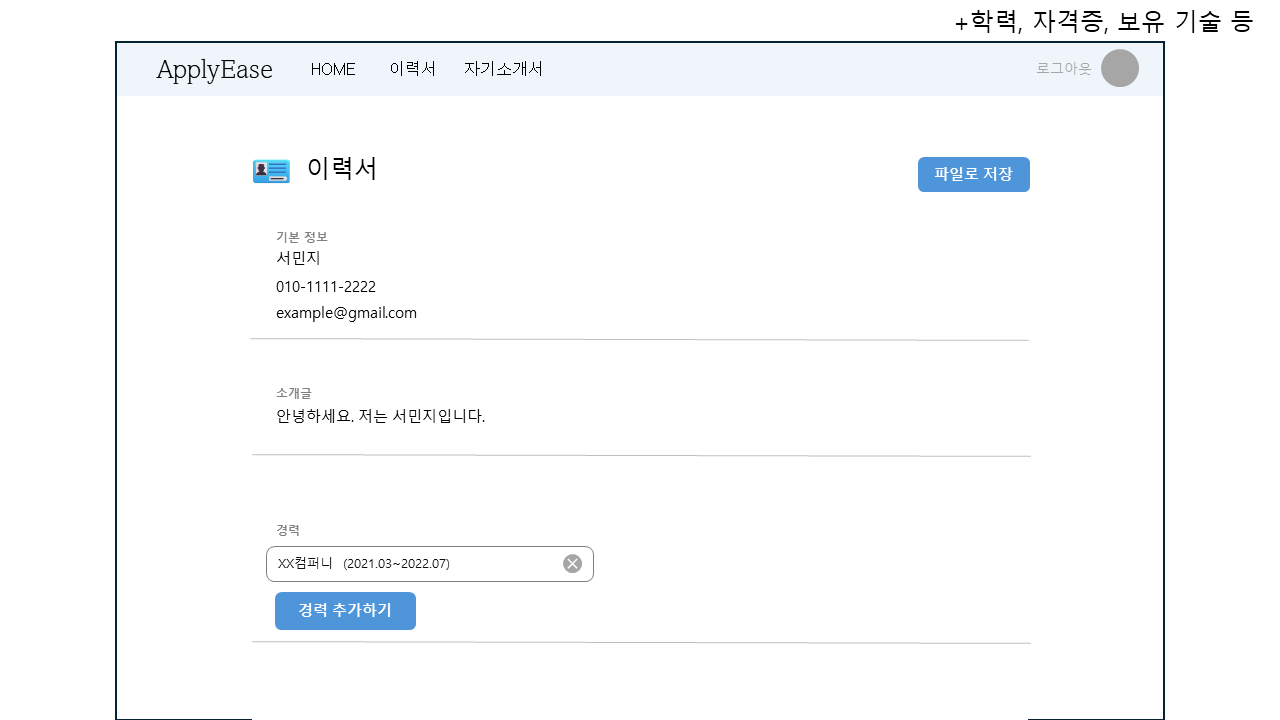 +학력, 자격증, 보유 기술 등
ApplyEase HOME 이력서 자기소개서 로그아웃
이력서 파일로 저장
기본 정보
서민지
010-1111-2222
example@gmail.com
소개글
안녕하세요. 저는 서민지입니다.
경력
XX컴퍼니 (2021.03~2022.07)
경력 추가하기